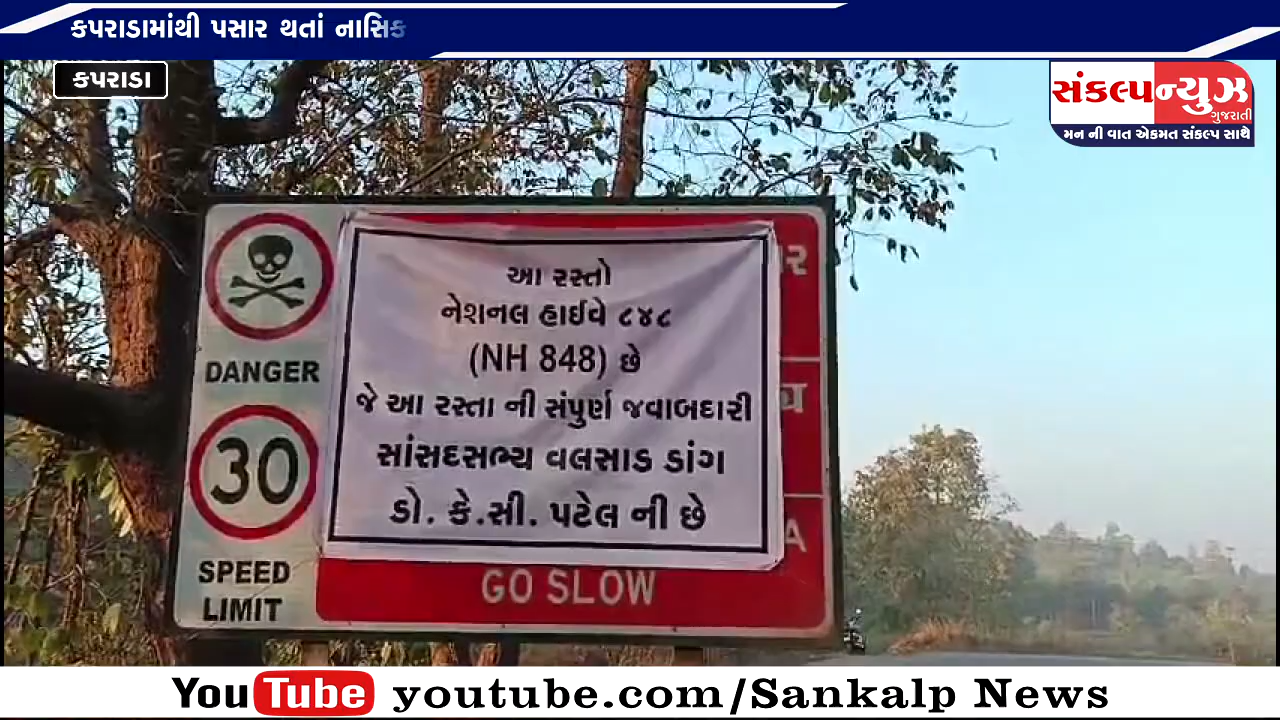 કપરાડામાંથી પસાર થતાં નાસિક
કપરાડા
સંકલ્પ ન્યુઝ
ગુજરાતી
મન ની વાત એકમત સંકલ્પ સાથે
આ રસ્તો
નેશનલ હાઈવે ૮૪૮
(NH 848) છે
જે આ રસ્તા ની સંપુર્ણ જવાબદારી
સાંસદસભ્ય વલસાડ ડાંગ
ડો. કે.સી. પટેલ ની છે
DANGER
30
SPEED
LIMIT
GO SLOW
YouTube youtube.com/Sankalp News